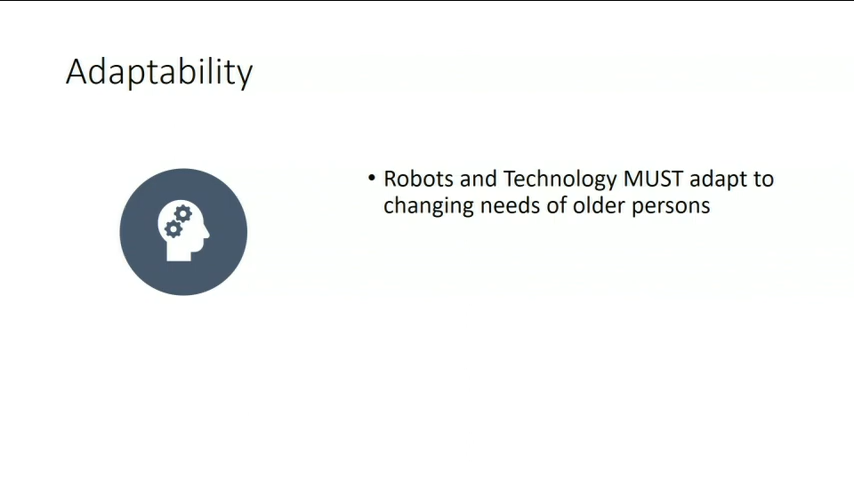 Adaptability
• Robots and Technology MUST adapt to
changing needs of older persons